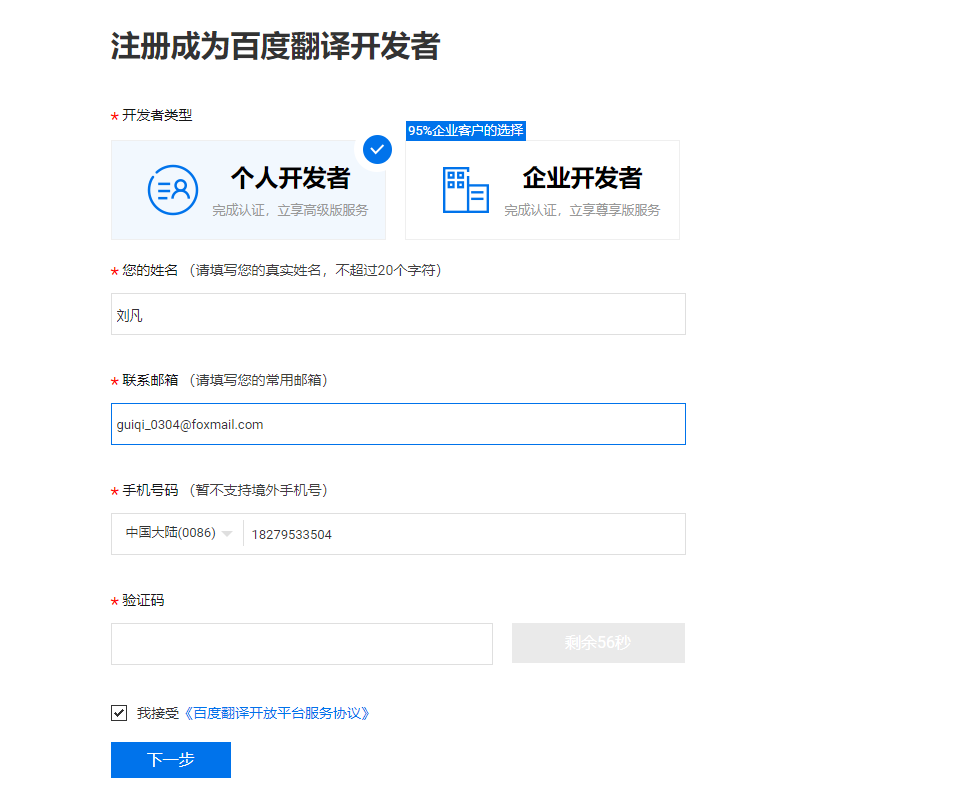 注册成为百度翻译开发者
* 开发者类型
95%企业客户的选择
个人开发者
完成认证，立享高级版服务
企业开发者
完成认证，立享尊享版服务
* 您的姓名 （请填写您的真实姓名，不超过20个字符）
刘凡
* 联系邮箱 （请填写您的常用邮箱）
guiqi_0304@foxmail.com
* 手机号码 （暂不支持境外手机号）
中国大陆(0086) 18279533504
* 验证码
剩余56秒
我接受《百度翻译开放平台服务协议》
下一步